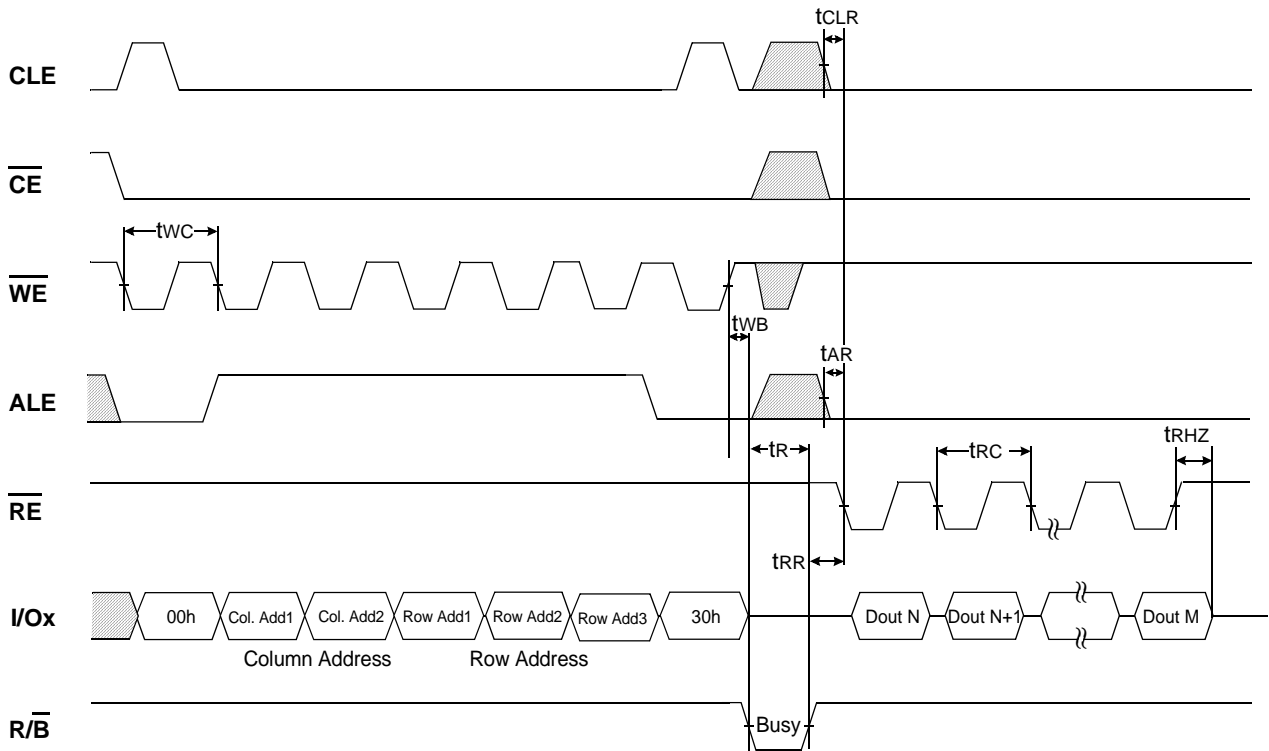 tCLR
CLE
CE
tWC
WE
tWB
tAR
ALE
tR
tRC
tRHZ
RE
tRR
I/Ox
00h
Col. Add1
Col. Add2
Row Add1
Row Add2
Row Add3
30h
Dout N
Dout N+1
Dout M
Column Address
Row Address
R/B
Busy